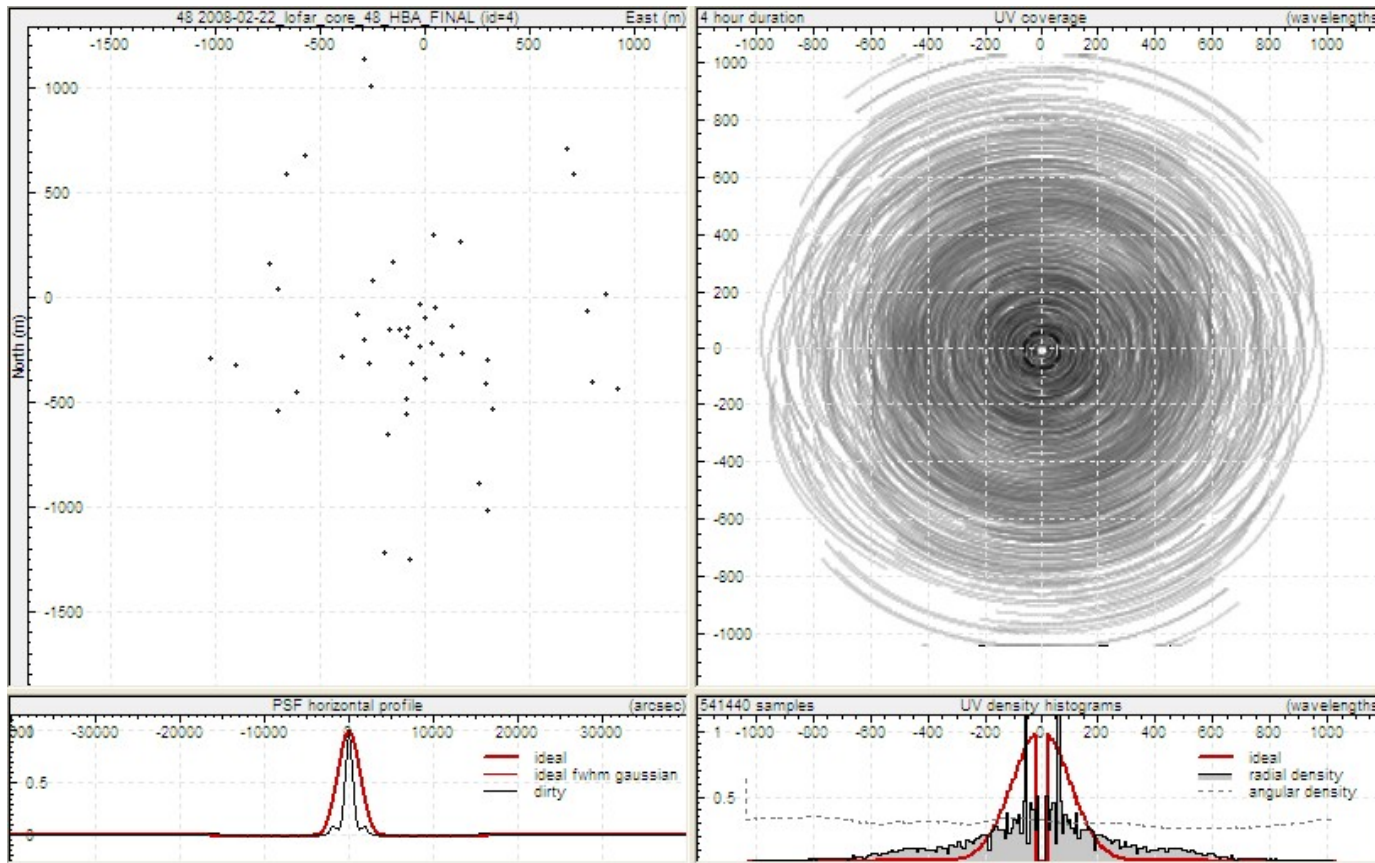 48 2008-02-22_lofar_core_48_HBA_FINAL (id=4) East (m)
-1500 -1000 -500 0 500 1000
1000
500
0
-500
-1000
-1500
North (m)
4 hour duration UV coverage (wavelengths
-1000 -800 -600 -400 -200 0 200 400 600 800 1000
1000
800
600
400
200
0
-200
-400
-600
-800
-1000
PSF horizontal profile (arcsec)
-30000 -20000 -10000 0 10000 20000 30000
0.5
0
ideal
ideal fwhm gaussian
dirty
541440 samples UV density histograms (wavelengths
1 -1000 -800 -600 -400 -200 0 200 400 600 800 1000
0.5
ideal
radial density
angular density